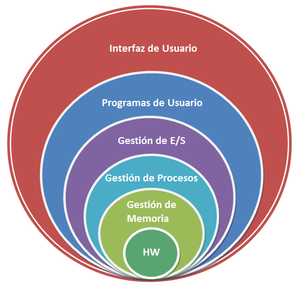 Interfaz de Usuario
Programas de Usuario
Gestión de E/S
Gestión de Procesos
Gestión de
Memoria
HW